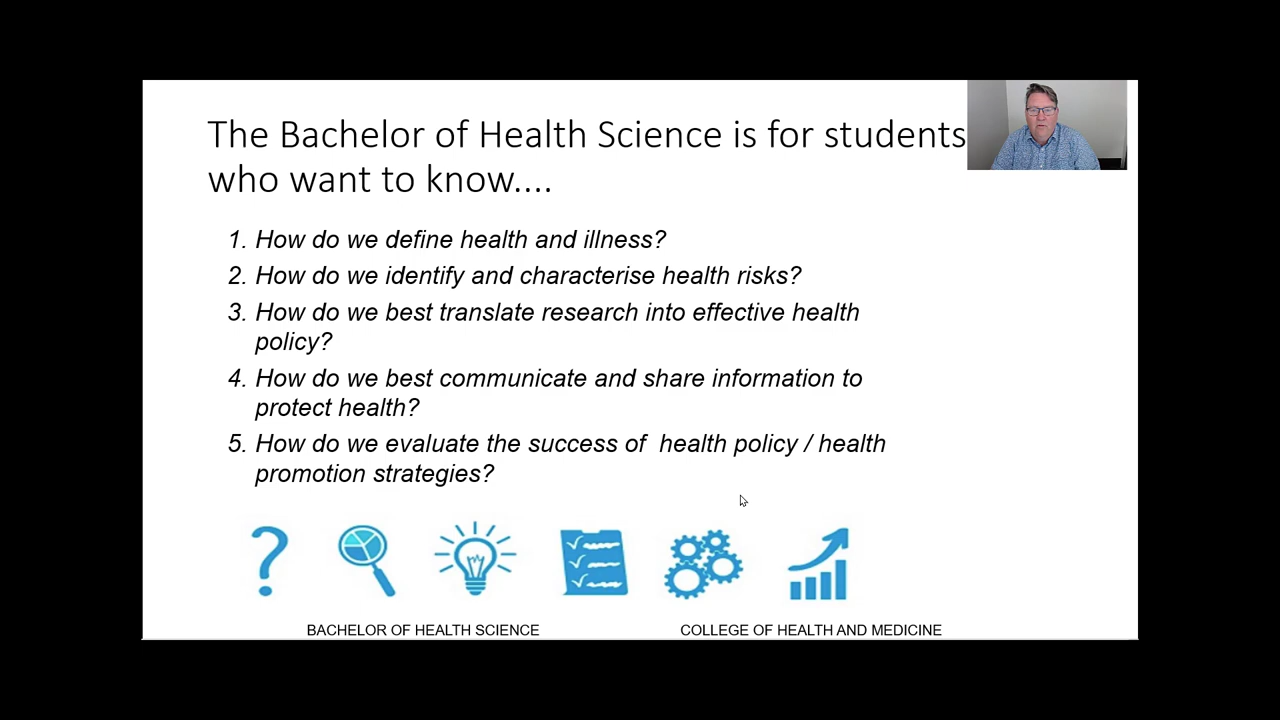 The Bachelor of Health Science is for students
who want to know....
1. How do we define health and illness?
2. How do we identify and characterise health risks?
3. How do we best translate research into effective health
policy?
4. How do we best communicate and share information to
protect health?
5. How do we evaluate the success of  health policy / health
promotion strategies?
BACHELOR OF HEALTH SCIENCE
COLLEGE OF HEALTH AND MEDICINE